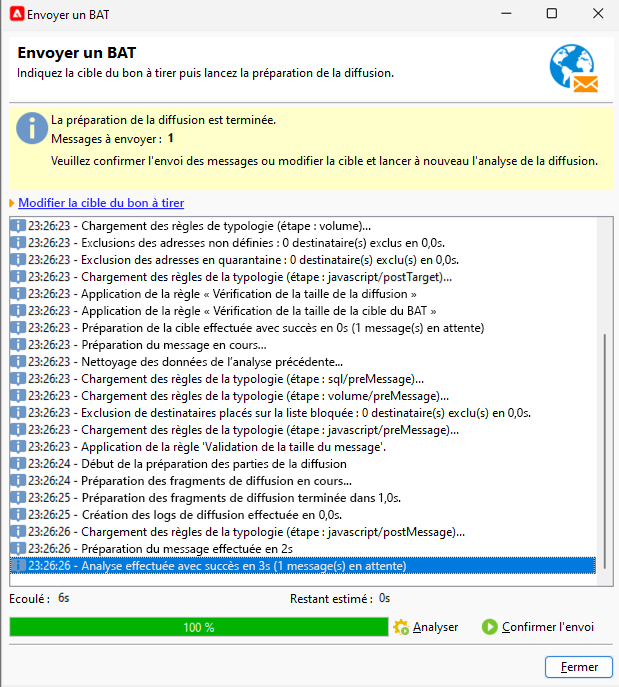 Envoyer un BAT
Envoyer un BAT
Indiquez la cible du bon à tirer puis lancez la préparation de la diffusion.
La préparation de la diffusion est terminée.
Messages à envoyer : 1
Veuillez confirmer l'envoi des messages ou modifier la cible et lancer à nouveau l'analyse de la diffusion.
Modifier la cible du bon à tirer
23:26:23 - Chargement des règles de typologie (étape : volume)...
23:26:23 - Exclusions des adresses non définies : 0 destinataire(s) exclus en 0,0s.
23:26:23 - Exclusion des adresses en quarantaine : 0 destinataire(s) exclu(s) en 0,0s.
23:26:23 - Chargement des règles de la typologie (étape : javascript/postTarget)...
23:26:23 - Application de la règle « Vérification de la taille de la diffusion »
23:26:23 - Application de la règle « Vérification de la taille de la cible du BAT »
23:26:23 - Préparation de la cible effectuée avec succès en 0s (1 message(s) en attente)
23:26:23 - Préparation du message en cours...
23:26:23 - Nettoyage des données de l'analyse précédente...
23:26:23 - Chargement des règles de la typologie (étape : sql/preMessage)...
23:26:23 - Chargement des règles de la typologie (étape : volume/preMessage)...
23:26:23 - Exclusion de destinataires placés sur la liste bloquée : 0 destinataire(s) exclu(s) en 0,0s.
23:26:23 - Chargement des règles de la typologie (étape : javascript/preMessage)...
23:26:23 - Application de la règle 'Validation de la taille du message'.
23:26:24 - Début de la préparation des parties de la diffusion
23:26:24 - Préparation des fragments de diffusion en cours...
23:26:25 - Préparation des fragments de diffusion terminée dans 1,0s.
23:26:25 - Créations des logs de diffusion effectuée en 0,0s.
23:26:26 - Chargement des règles de la typologie (étape : javascript/postMessage)...
23:26:26 - Préparation du message effectuée en 2s
23:26:26 - Analyse effectuée avec succès en 3s (1 message(s) en attente)
Ecoulé : 6s Restant estimé : 0s
100 % Analyser Confirmer l'envoi
Fermer